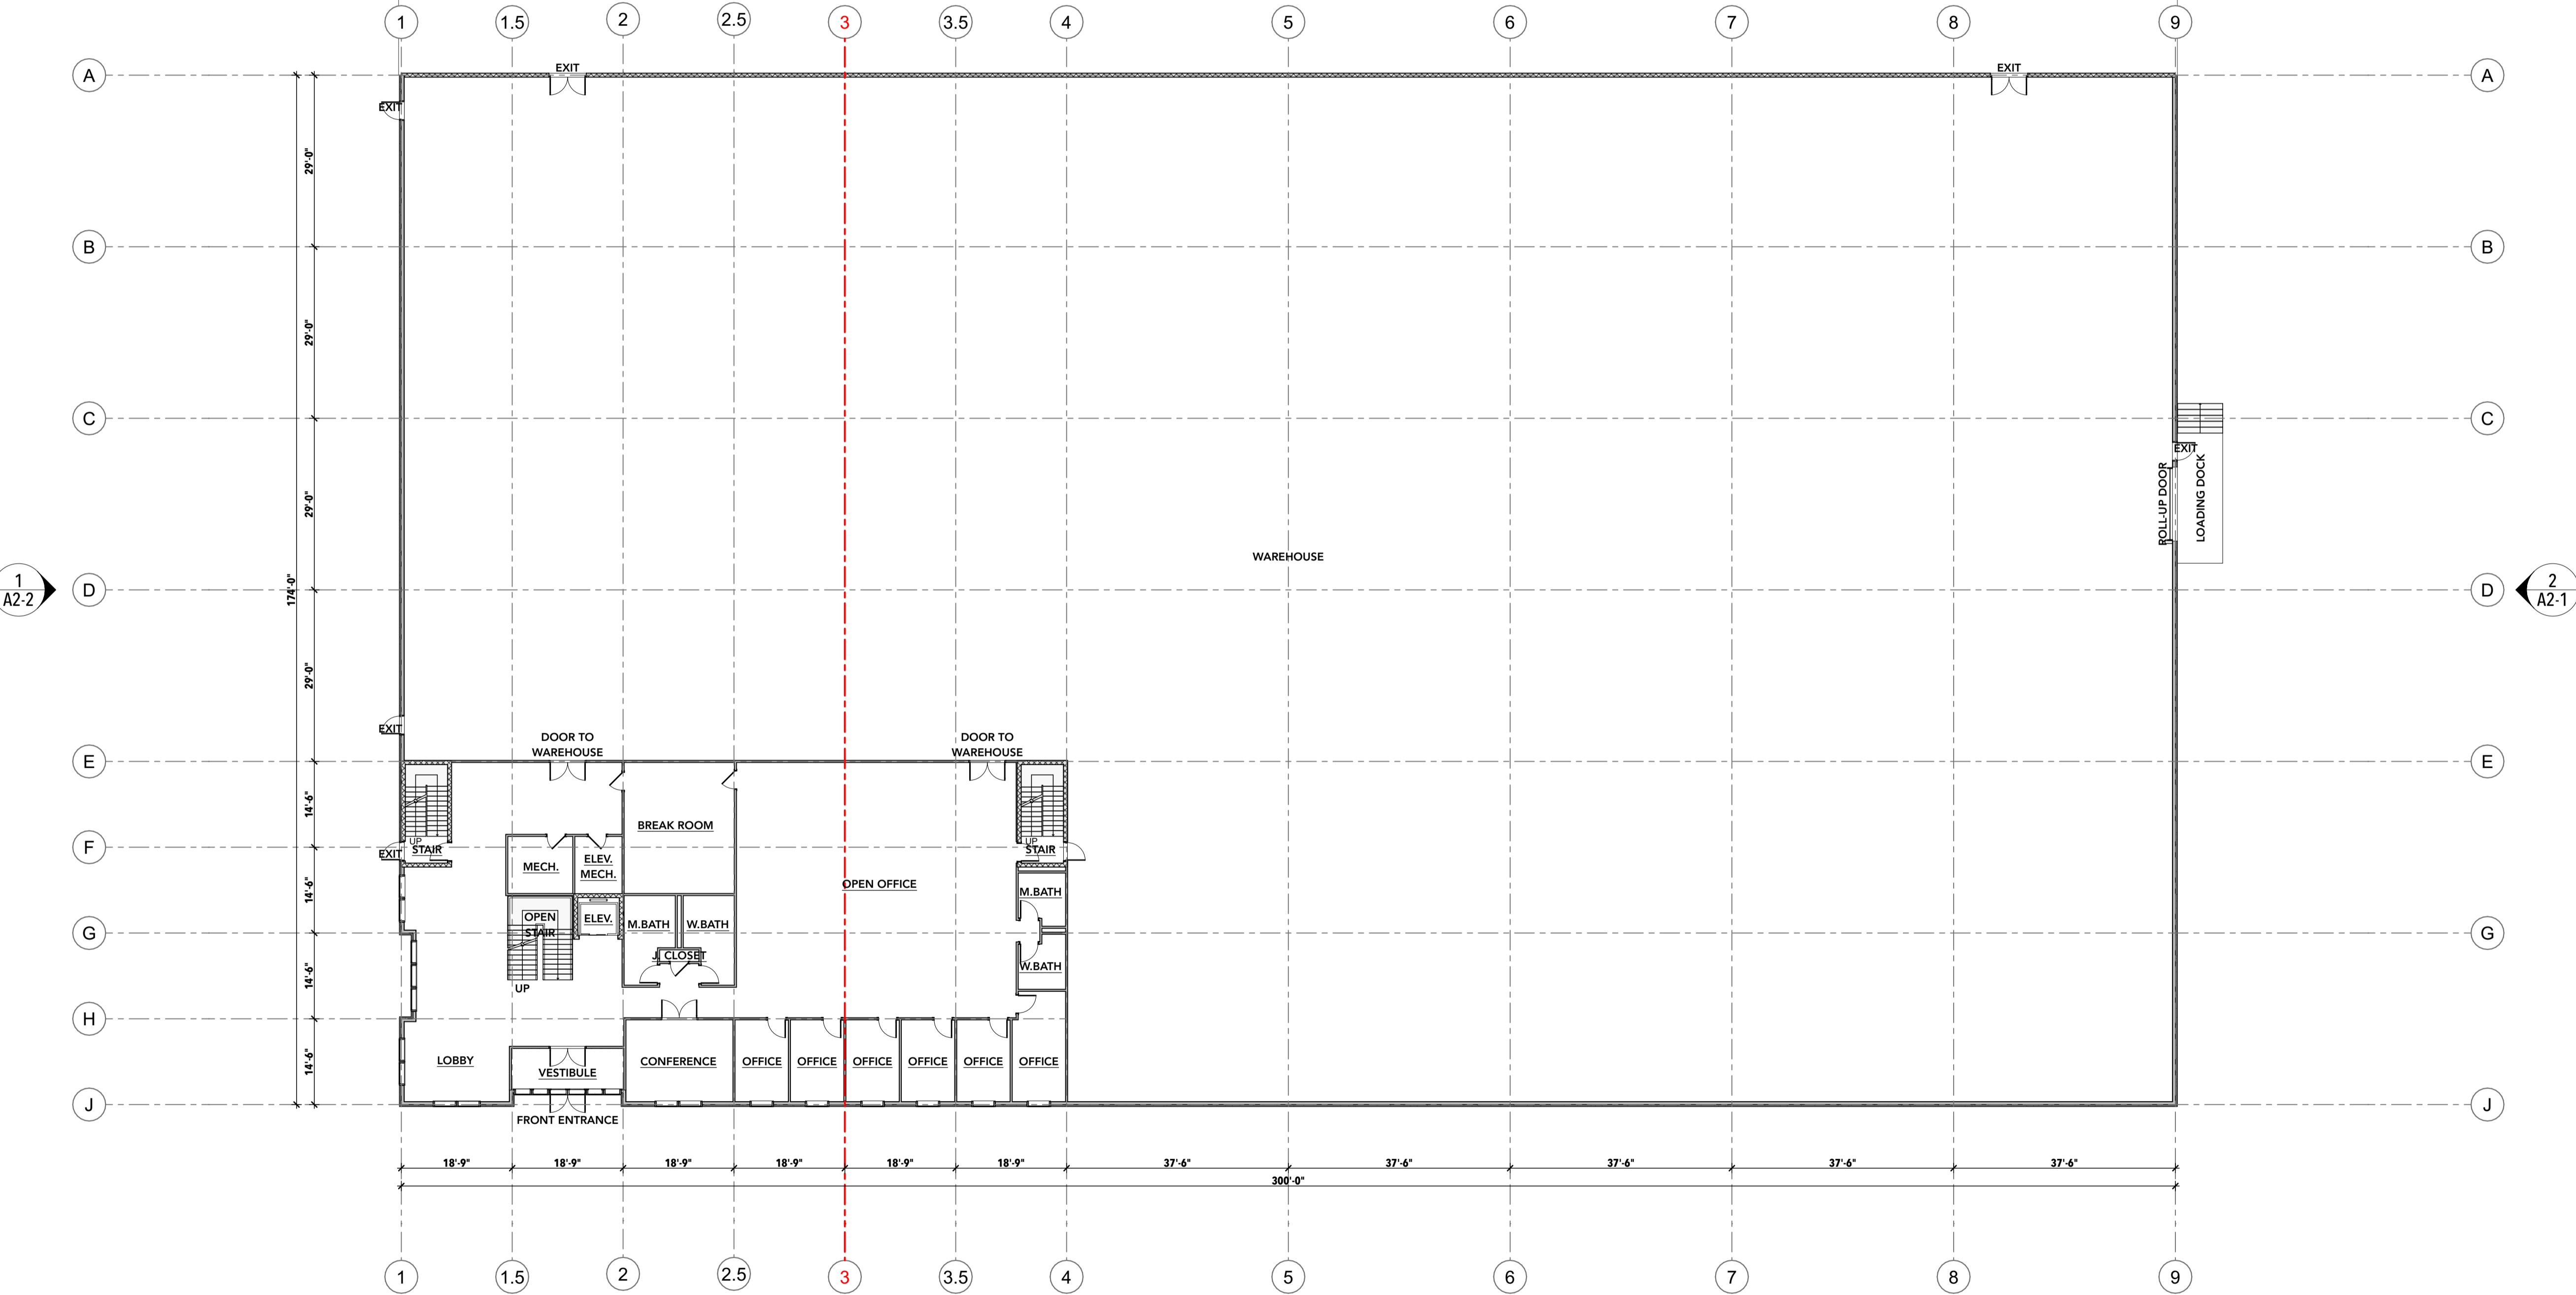 1 1.5 2 2.5 3 3.5 4 5 6 7 8 9
EXIT EXIT
A A
EXIT
29'-0"
B B
29'-0"
C C
EXIT
29'-0"
ROLL-UP DOOR
LOADING DOCK
WAREHOUSE
174'-0"
1
A2-2
D D
2
A2-1
29'-0"
EXIT
DOOR TO
WAREHOUSE
DOOR TO
WAREHOUSE
E E
14'-6"
BREAK ROOM
UP
STAIR
UP
STAIR
EXIT
F F
MECH.
ELEV.
MECH.
OPEN OFFICE
14'-6"
M.BATH
OPEN
STAIR
ELEV.
M.BATH
W.BATH
G G
J. CLOSET
W.BATH
14'-6"
UP
H H
LOBBY
VESTIBULE
CONFERENCE
OFFICE
OFFICE
OFFICE
OFFICE
OFFICE
OFFICE
14'-6"
J J
FRONT ENTRANCE
18'-9" 18'-9" 18'-9" 18'-9" 18'-9" 18'-9" 37'-6" 37'-6" 37'-6" 37'-6" 37'-6"
300'-0"
1 1.5 2 2.5 3 3.5 4 5 6 7 8 9